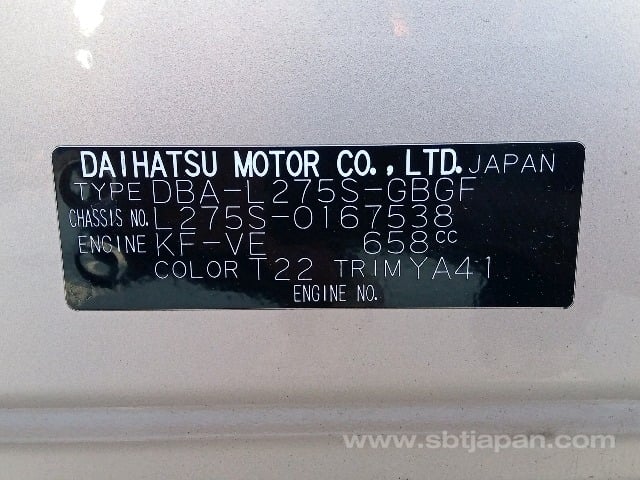 DAIHATSU MOTOR CO., LTD. JAPAN
TYPE DBA-L275S-GBGF
CHASSIS NO. L275S-0167538
ENGINE KF-VE 658cc
COLOR T22 TRIM YA41
ENGINE NO.
www.sbtjapan.com